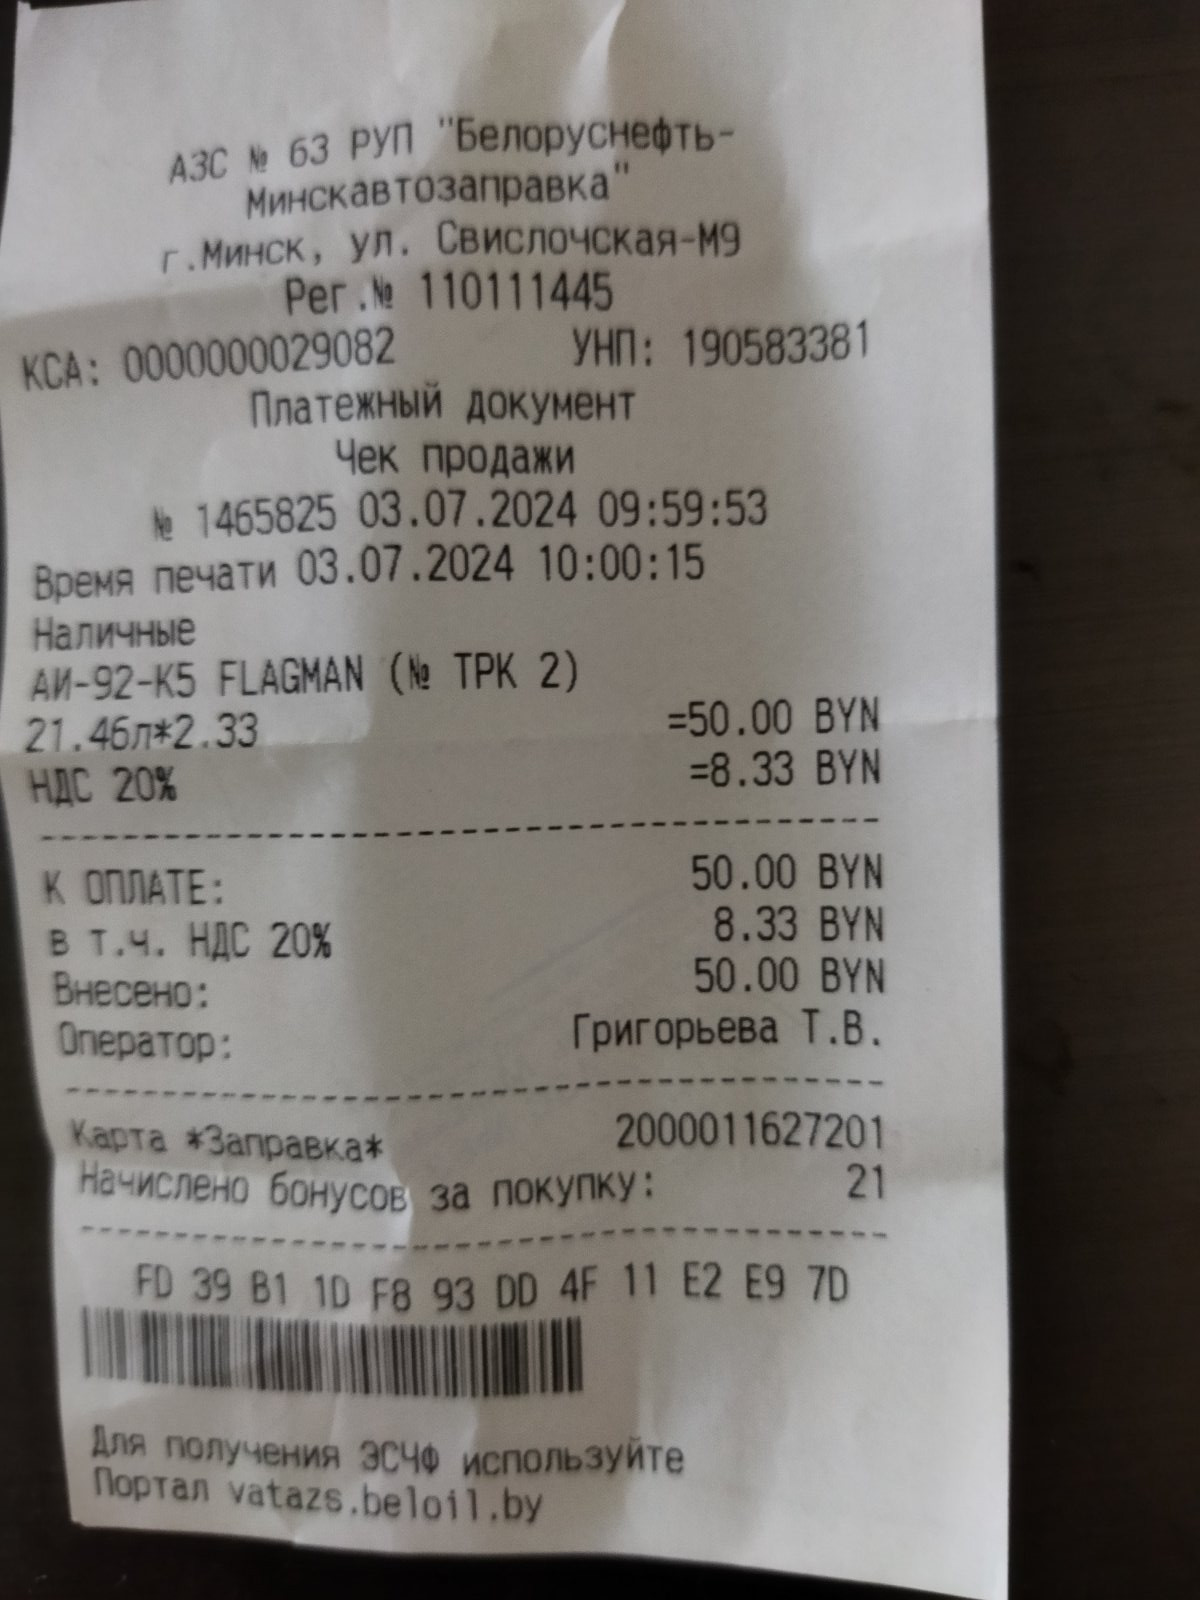 АЗС № 63 РУП "Белоруснефть-
Минскавтозаправка"
г.Минск, ул. Свислочская-М9
Рег.№ 110111445
КСА: 0000000029082 УНП: 190583381
Платежный документ
Чек продажи
№ 1465825 03.07.2024 09:59:53
Время печати 03.07.2024 10:00:15
Наличные
АИ-92-К5 FLAGMAN (№ ТРК 2)
21.46л*2.33 =50.00 BYN
НДС 20% =8.33 BYN
К ОПЛАТЕ: 50.00 BYN
в т.ч. НДС 20% 8.33 BYN
Внесено: 50.00 BYN
Оператор: Григорьева Т.В.
Карта *Заправка* 2000011627201
Начислено бонусов за покупку: 21
FD 39 B1 1D F8 93 DD 4F 11 E2 E9 7D
Для получения ЭСЧФ используйте
Портал vatazs.beloil.by